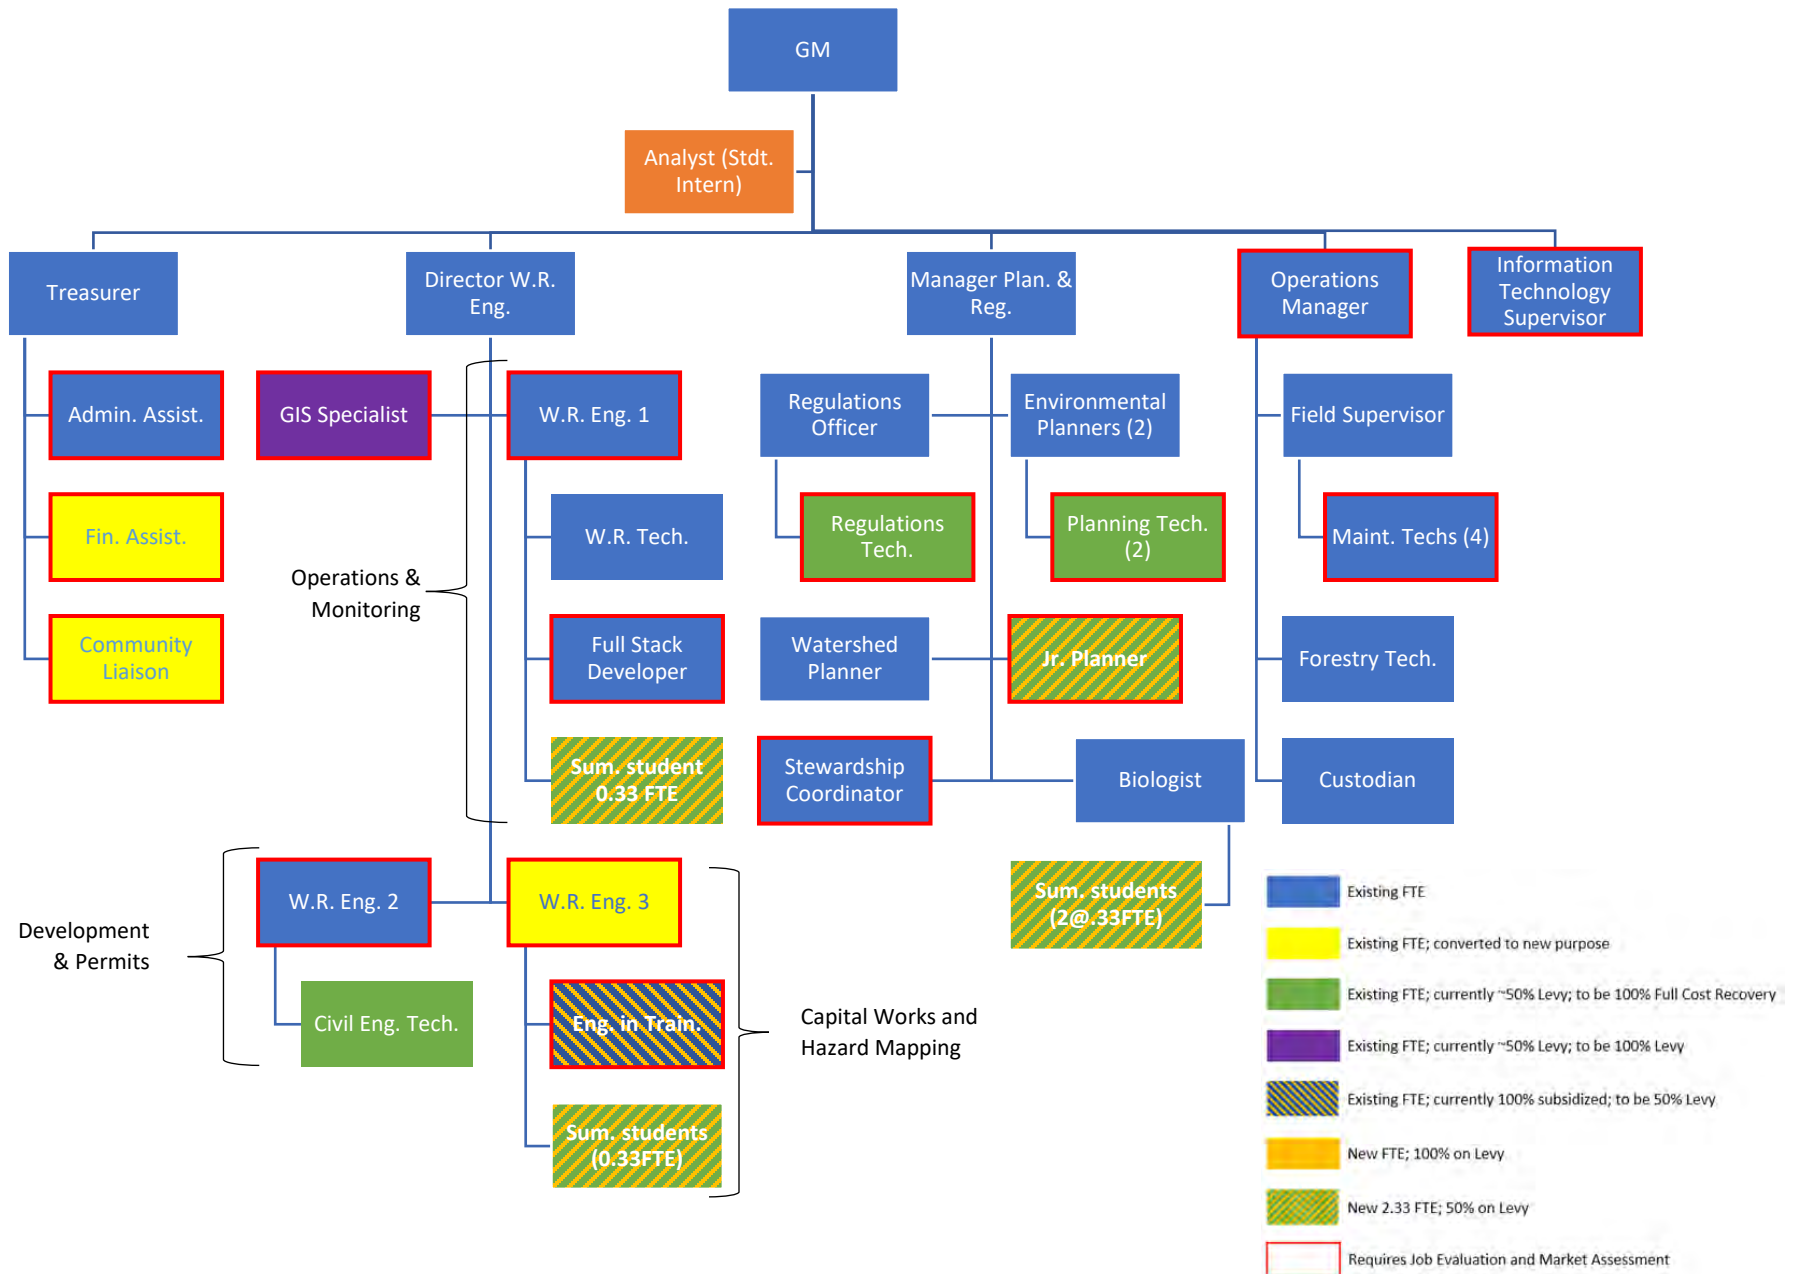 GM
Analyst (Stdt.
Intern)
Treasurer
Director W.R.
Eng.
Manager Plan. &
Reg.
Operations
Manager
Information
Technology
Supervisor
Admin. Assist.
GIS Specialist
W.R. Eng. 1
Regulations
Officer
Environmental
Planners (2)
Field Supervisor
Fin. Assist.
W.R. Tech.
Regulations
Tech.
Planning Tech.
(2)
Maint. Techs (4)
Operations &
Monitoring
Community
Liaison
Full Stack
Developer
Watershed
Planner
Jr. Planner
Forestry Tech.
Sum. student
0.33 FTE
Stewardship
Coordinator
Biologist
Custodian
Development
& Permits
W.R. Eng. 2
W.R. Eng. 3
Sum. students
(2@.33FTE)
Civil Eng. Tech.
Eng. in Train.
Capital Works and
Hazard Mapping
Sum. students
(0.33FTE)
Existing FTE
Existing FTE; converted to new purpose
Existing FTE; currently ~50% Levy; to be 100% Full Cost Recovery
Existing FTE; currently ~50% Levy; to be 100% Levy
Existing FTE; currently 100% subsidized; to be 50% Levy
New FTE; 100% on Levy
New 2.33 FTE; 50% on Levy
Requires Job Evaluation and Market Assessment